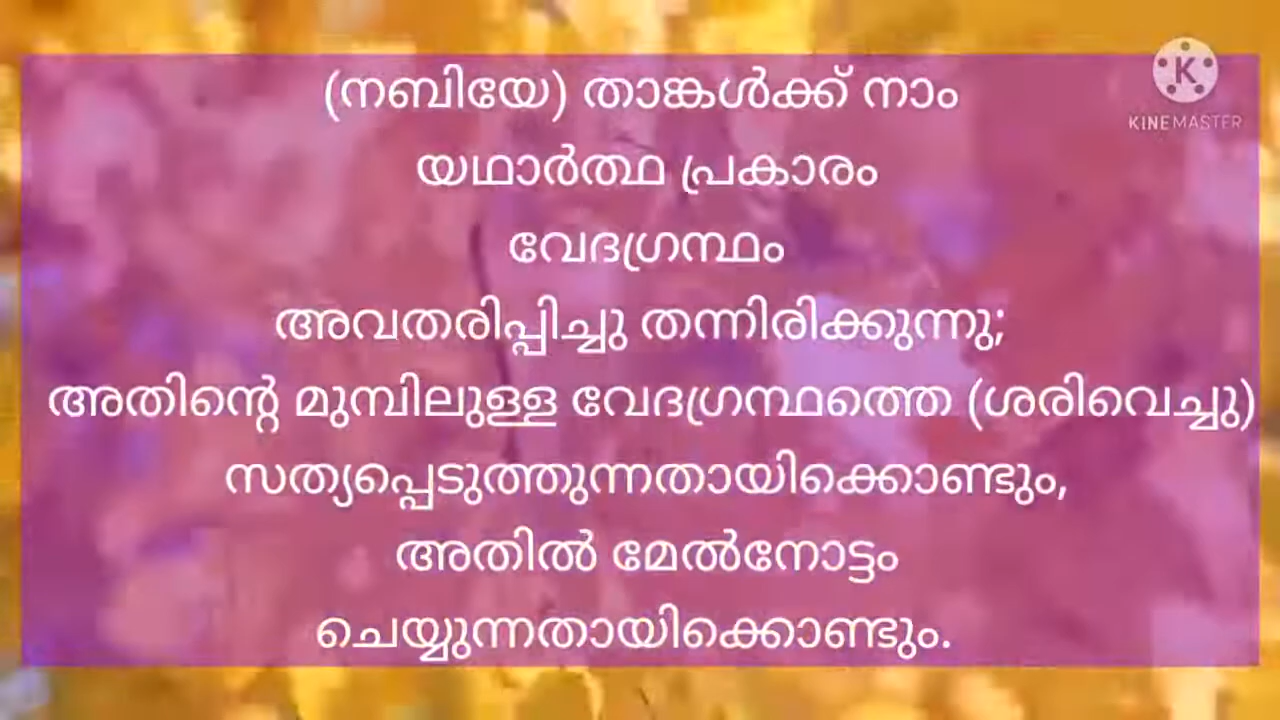 (നബിയേ) താങ്കൾക്ക് നാം
യഥാർത്ഥ പ്രകാരം
വേദഗ്രന്ഥം
അവതരിപ്പിച്ചു തന്നിരിക്കുന്നു;
അതിന്റെ മുമ്പിലുള്ള വേദഗ്രന്ഥത്തെ (ശരിവെച്ചു)
സത്യപ്പെടുത്തുന്നതായിക്കൊണ്ടും,
അതിൽ മേൽനോട്ടം
ചെയ്യുന്നതായിക്കൊണ്ടും.
K
KINEMASTER